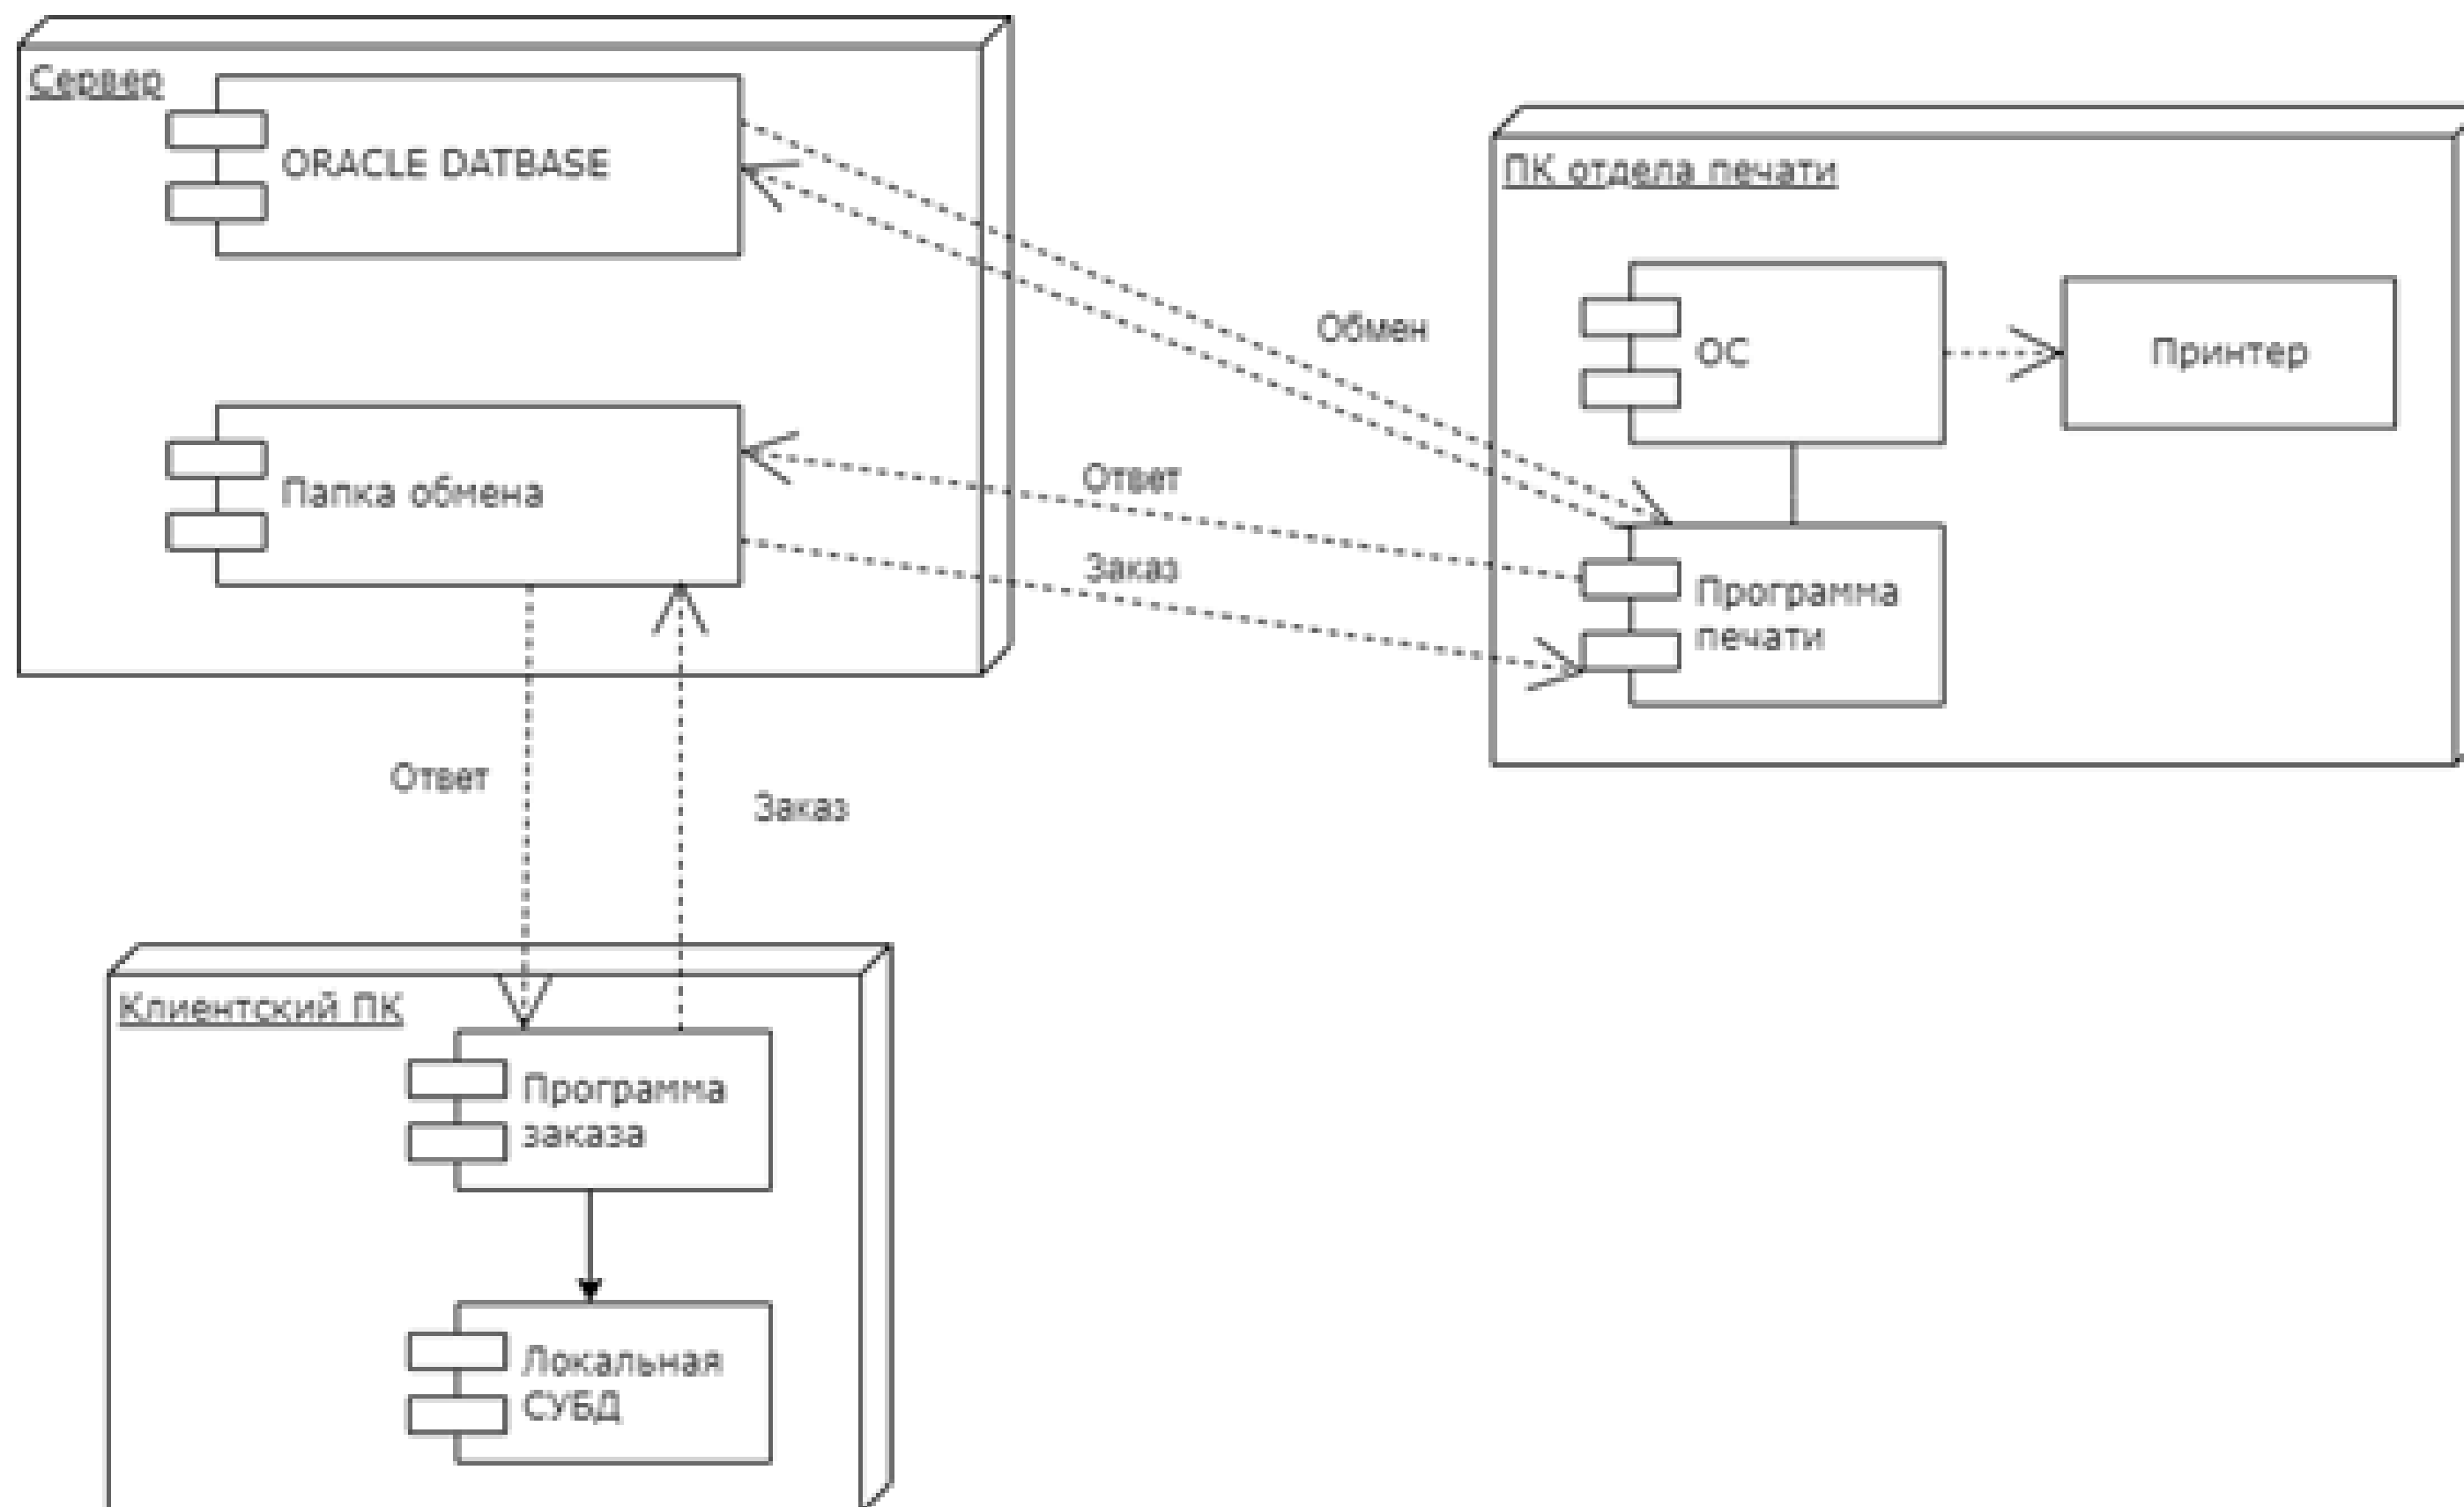 Сервер
ORACLE DATBASE
ПК отдела печати
Обмен
ОС
Принтер
Папка обмена
Ответ
Заказ
Программа
печати
Ответ
Заказ
Клиентский ПК
Программа
заказа
Локальная
СУБД